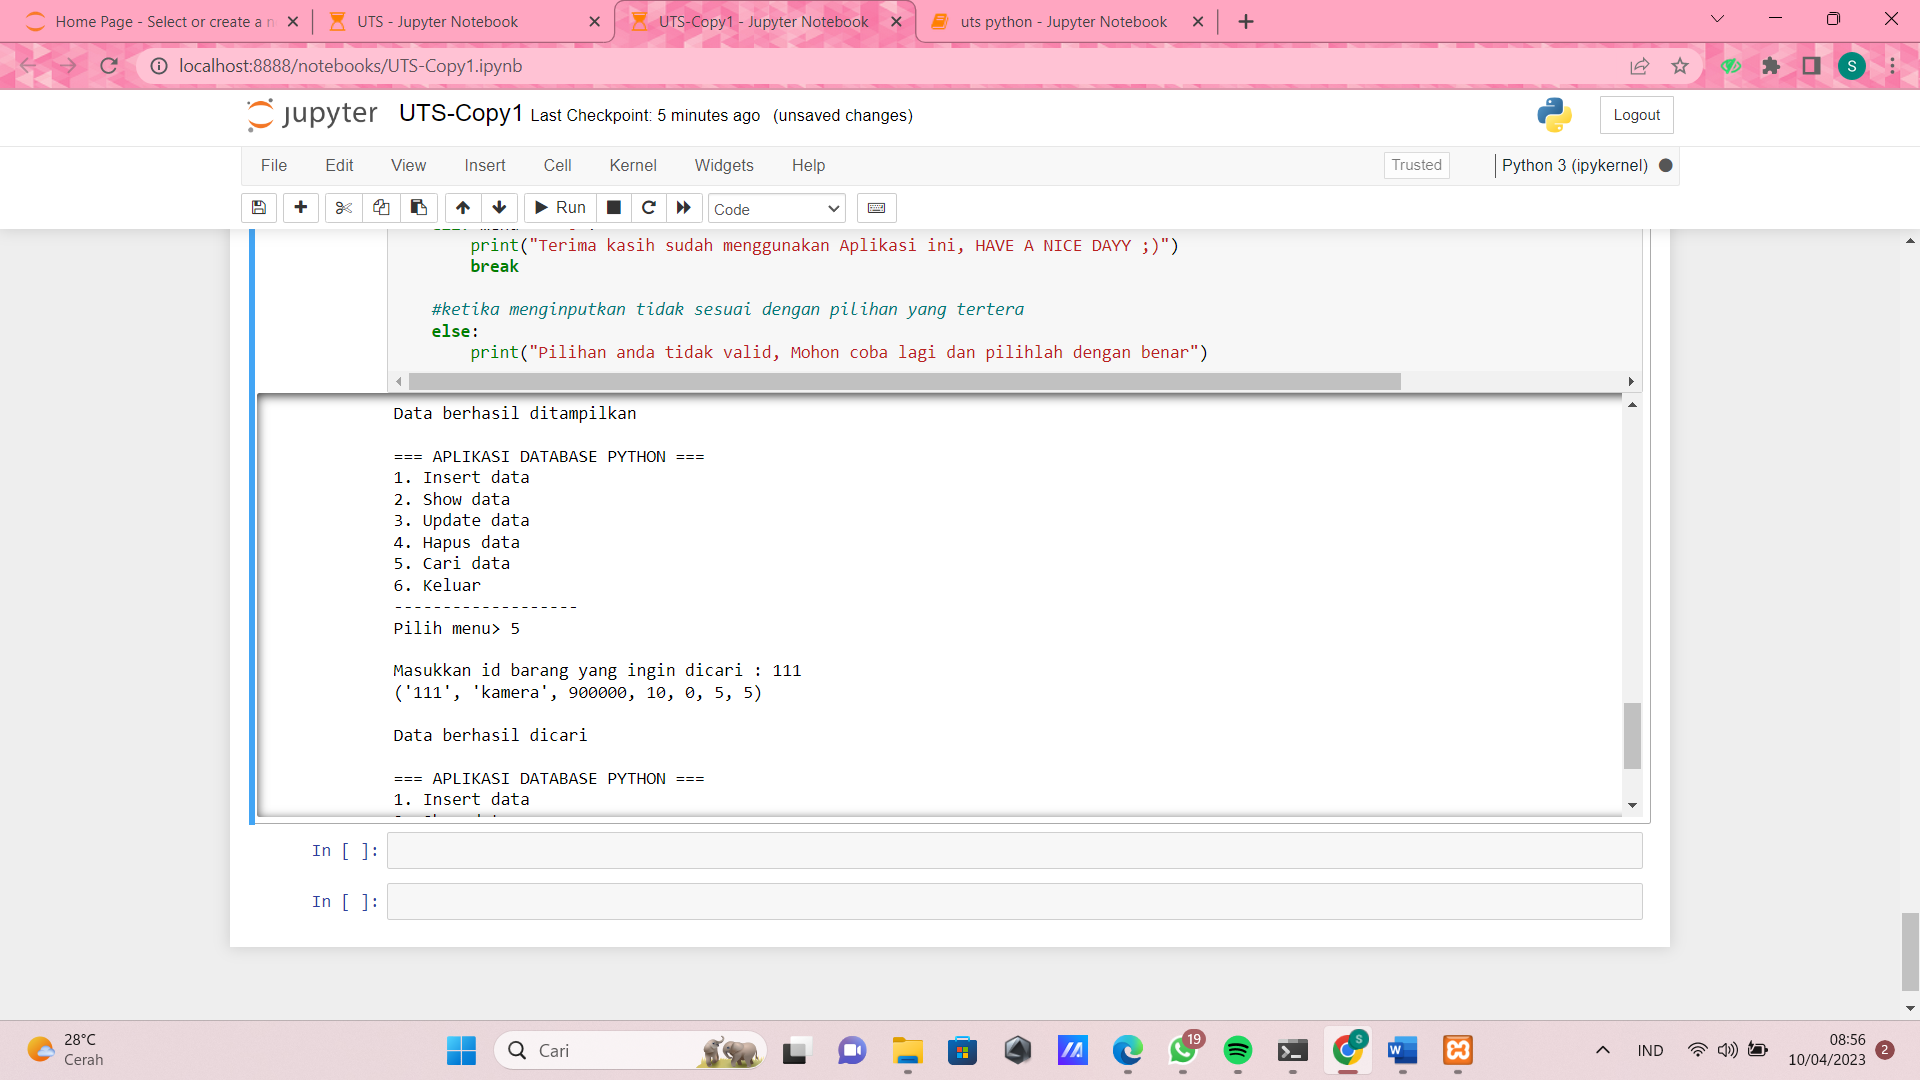 Home Page - Select or create a n
UTS - Jupyter Notebook
UTS-Copy1 - Jupyter Notebook
uts python - Jupyter Notebook
localhost:8888/notebooks/UTS-Copy1.ipynb
S
jupyter UTS-Copy1 Last Checkpoint: 5 minutes ago (unsaved changes)
Logout
File Edit View Insert Cell Kernel Widgets Help
Trusted
Python 3 (ipykernel)
Run
Code
print("Terima kasih sudah menggunakan Aplikasi ini, HAVE A NICE DAYY ;)")
break
#ketika menginputkan tidak sesuai dengan pilihan yang tertera
else:
print("Pilihan anda tidak valid, Mohon coba lagi dan pilihlah dengan benar")
Data berhasil ditampilkan
=== APLIKASI DATABASE PYTHON ===
1. Insert data
2. Show data
3. Update data
4. Hapus data
5. Cari data
6. Keluar
-------------------
Pilih menu> 5
Masukkan id barang yang ingin dicari : 111
('111', 'kamera', 900000, 10, 0, 5, 5)
Data berhasil dicari
=== APLIKASI DATABASE PYTHON ===
1. Insert data
In [ ]:
In [ ]:
28°C
Cerah
Cari
19
S
IND
08:56
10/04/2023
2